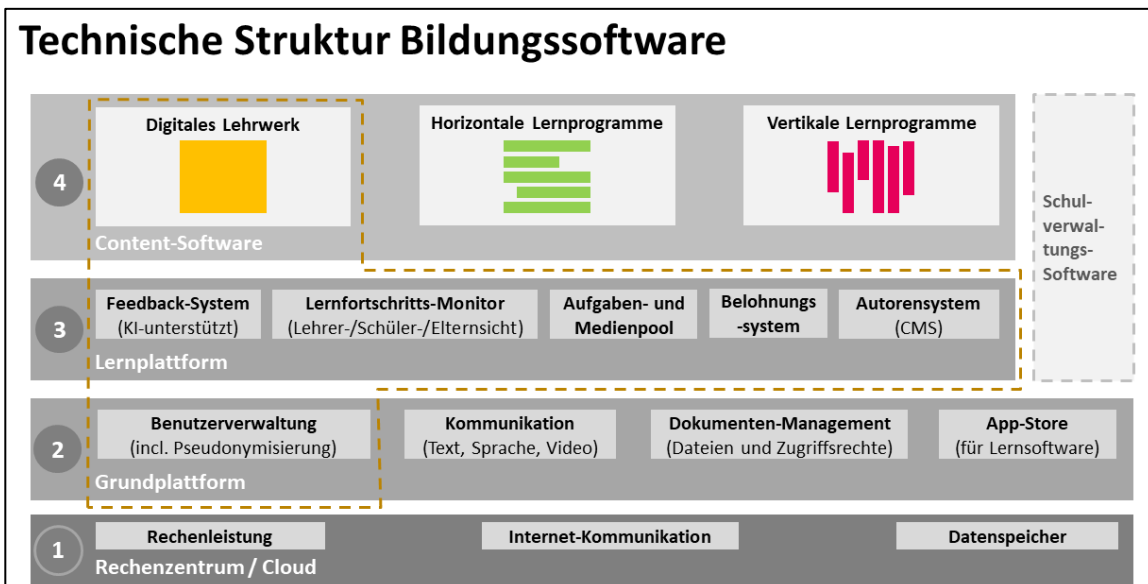 Technische Struktur Bildungssoftware
4
Digitales Lehrwerk
Horizontale Lernprogramme
Vertikale Lernprogramme
Content-Software
Schul-
verwal-
tungs-
Software
3
Feedback-System
(KI-unterstützt)
Lernfortschritts-Monitor
(Lehrer-/Schüler-/Elternsicht)
Aufgaben- und
Medienpool
Belohnungs
-system
Autorensystem
(CMS)
Lernplattform
2
Benutzerverwaltung
(incl. Pseudonymisierung)
Kommunikation
(Text, Sprache, Video)
Dokumenten-Management
(Dateien und Zugriffsrechte)
App-Store
(für Lernsoftware)
Grundplattform
1
Rechenleistung
Internet-Kommunikation
Datenspeicher
Rechenzentrum / Cloud